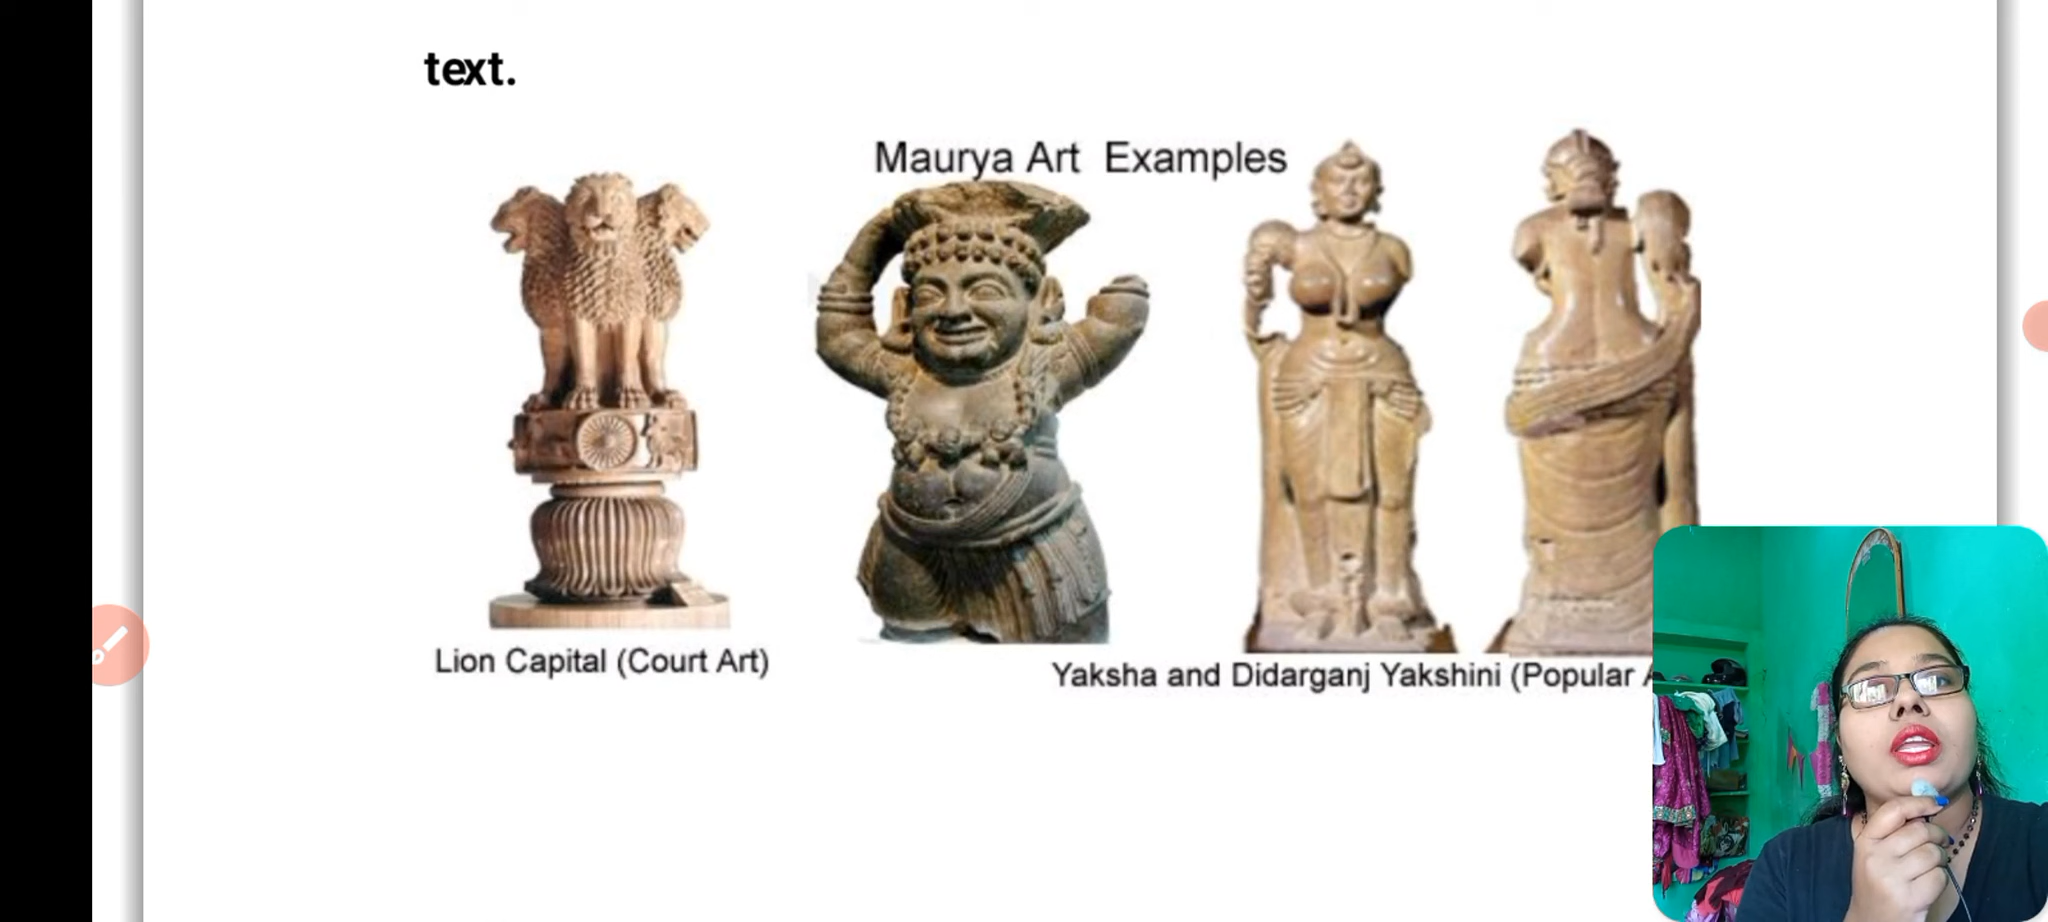 text.
Maurya Art Examples
Lion Capital (Court Art)
Yaksha and Didarganj Yakshini (Popular